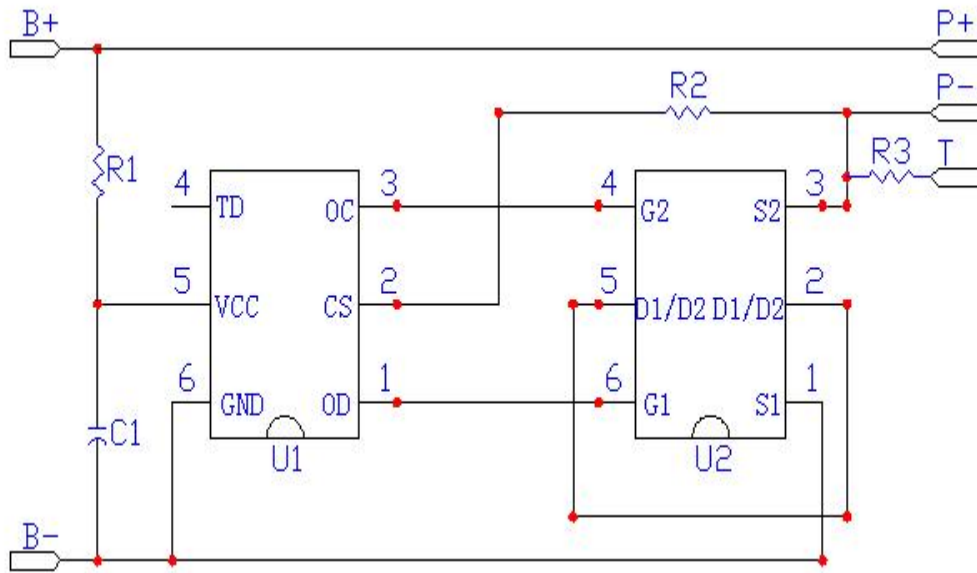 B+ P+
R2 P-
R1 4 TD OC 3 4 G2 S2 3 R3 T
5 VCC CS 2 5 D1/D2 D1/D2 2
6 GND OD 1 6 G1 S1 1
C1 U1 U2
B-